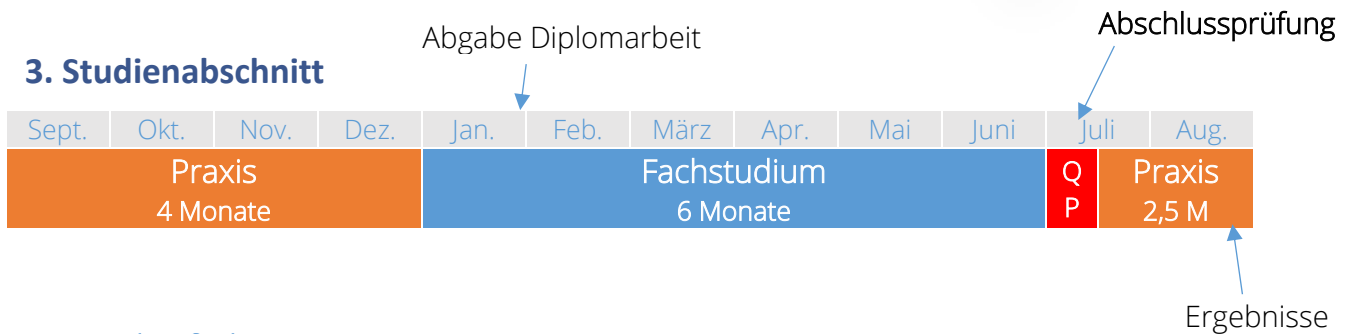 Abschlussprüfung
Abgabe Diplomarbeit
3. Studienabschnitt
Sept. Okt. Nov. Dez. Jan. Feb. März Apr. Mai Juni Juli Aug.
Praxis Fachstudium Q Praxis
4 Monate 6 Monate P 2,5 M
Ergebnisse